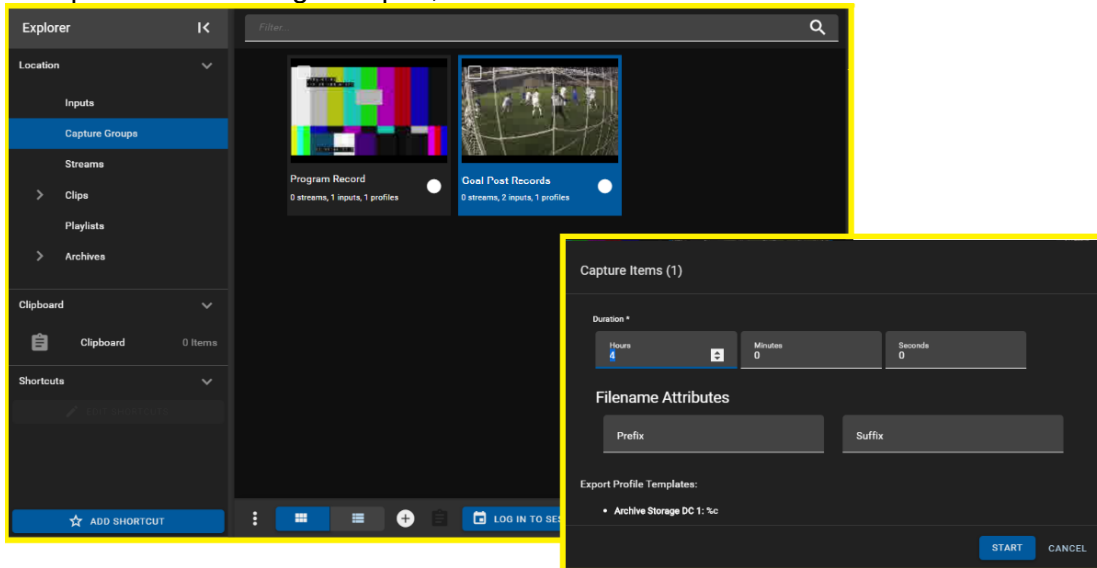 Explorer
Filter...
Location
Inputs
Capture Groups
Streams
Clips
Playlists
Archives
Program Record
0 streams, 1 inputs, 1 profiles
Goal Post Records
0 streams, 2 inputs, 1 profiles
Clipboard
Clipboard 0 Items
Shortcuts
EDIT SHORTCUTS
ADD SHORTCUT
LOG IN TO SE
Capture Items (1)
Duration *
Hours Minutes Seconds
4 0 0
Filename Attributes
Prefix Suffix
Export Profile Templates:
• Archive Storage DC 1: %c
START CANCEL